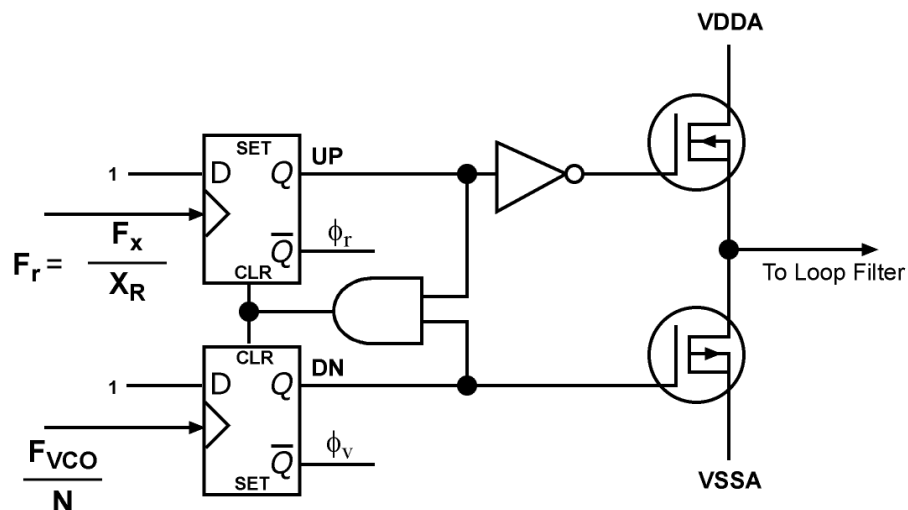 VDDA
SET
UP
1
D
Q
F_x
X_R
F_r =
Q̅
ϕ_r
CLR
To Loop Filter
CLR
DN
1
D
Q
F_VCO
N
Q̅
ϕ_v
SET
VSSA